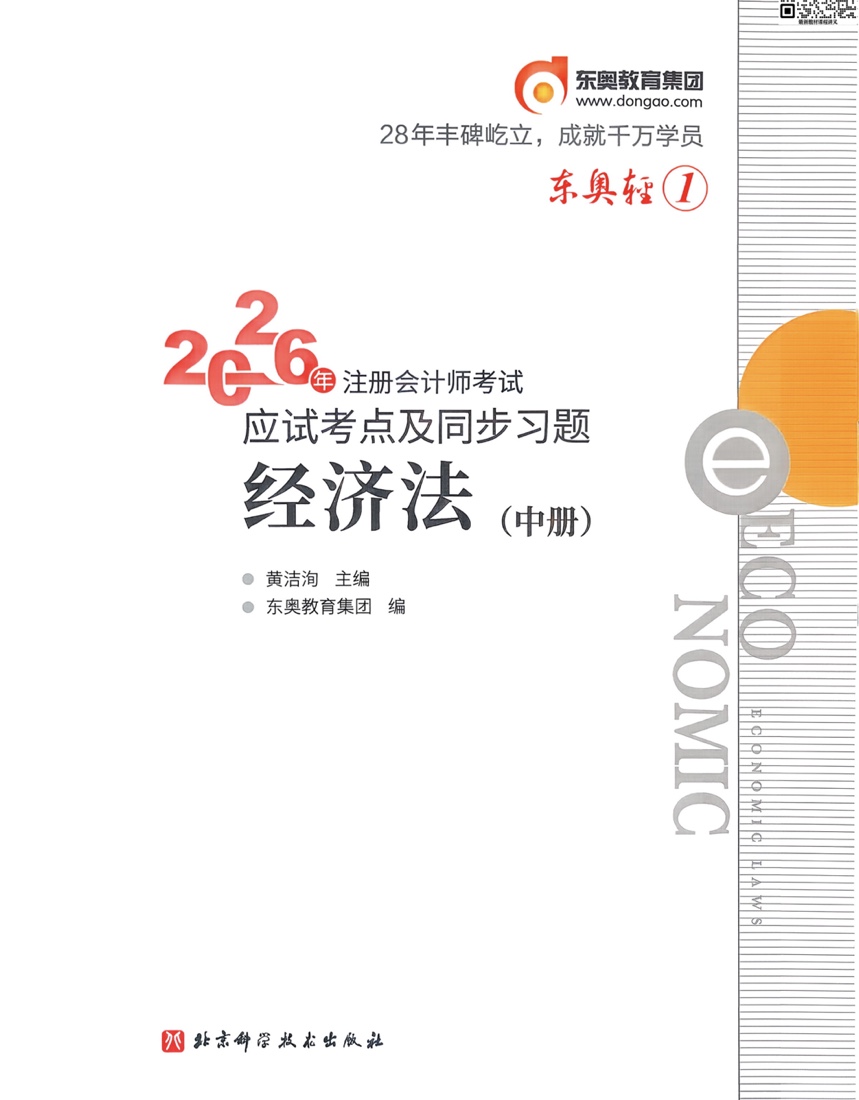 东奥教育集团
www.dongao.com
28年丰碑屹立，成就千万学员
东奥轻1
2026年 注册会计师考试
应试考点及同步习题
经济法（中册）
黄洁洵 主编
东奥教育集团 编
e
ECO
NOMIC
ECONOMIC LAWS
北京科学技术出版社